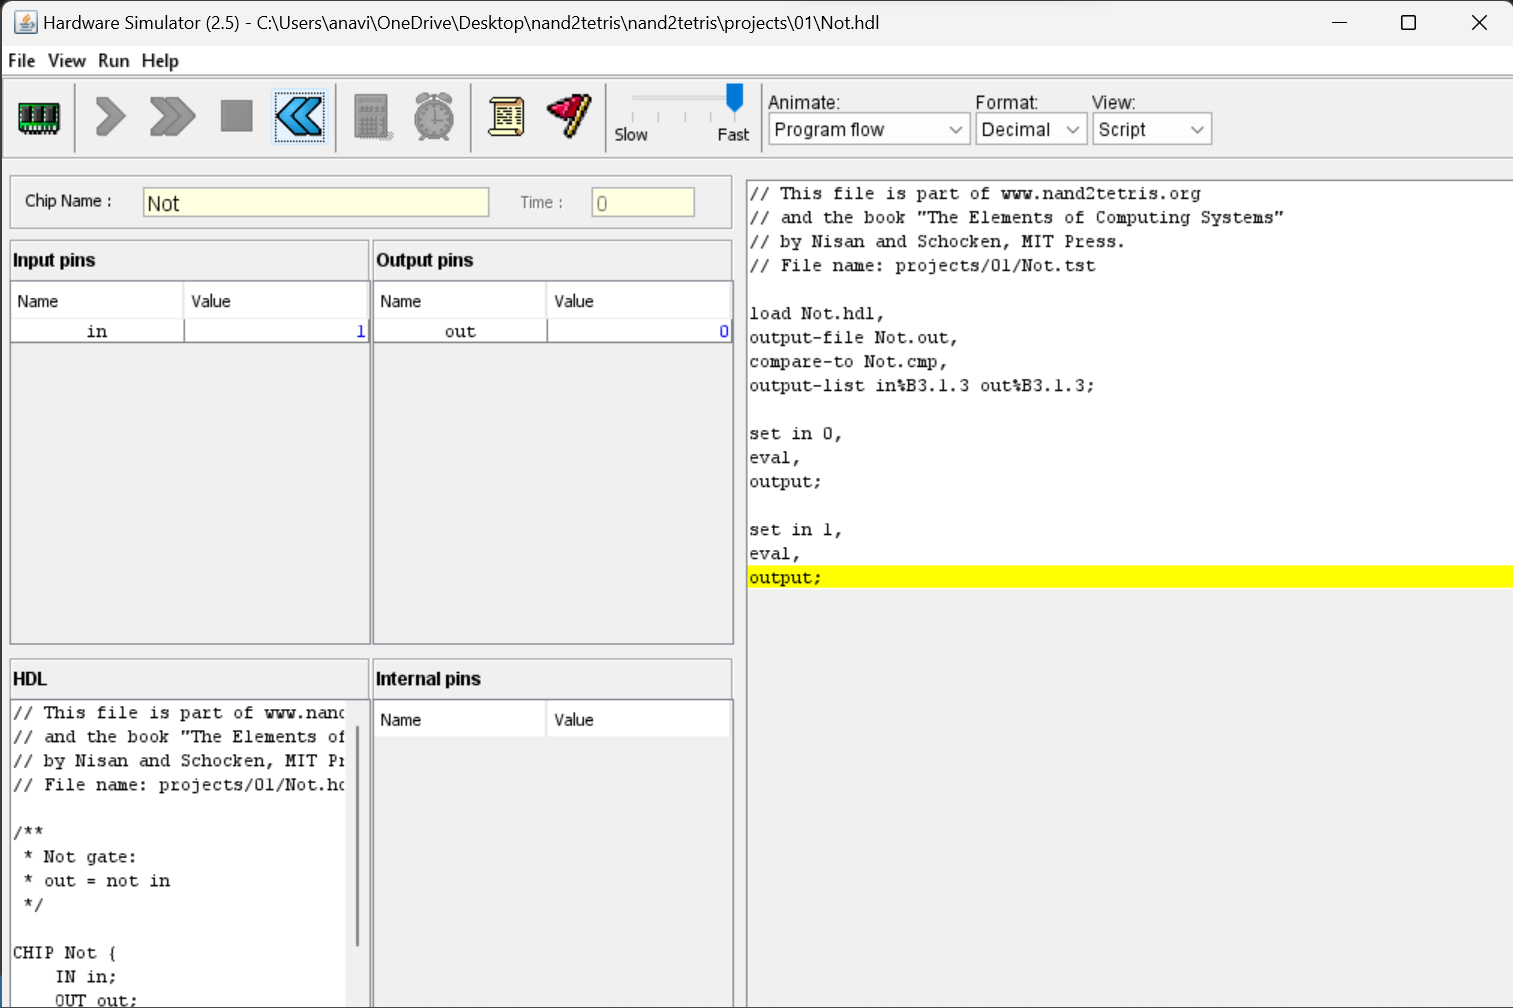 Hardware Simulator (2.5) - C:\Users\anavi\OneDrive\Desktop\nand2tetris\nand2tetris\projects\01\Not.hdl
File View Run Help
Slow Fast
Animate: Format: View:
Program flow Decimal Script
Chip Name : Not Time : 0
Input pins
Name Value
in 1
Output pins
Name Value
out 0
HDL
// This file is part of www.nand
// and the book "The Elements of
// by Nisan and Schocken, MIT Pr
// File name: projects/01/Not.hd
/**
* Not gate:
* out = not in
*/
CHIP Not {
IN in;
OUT out;
Internal pins
Name Value
// This file is part of www.nand2tetris.org
// and the book "The Elements of Computing Systems"
// by Nisan and Schocken, MIT Press.
// File name: projects/01/Not.tst
load Not.hdl,
output-file Not.out,
compare-to Not.cmp,
output-list in%B3.1.3 out%B3.1.3;
set in 0,
eval,
output;
set in 1,
eval,
output;